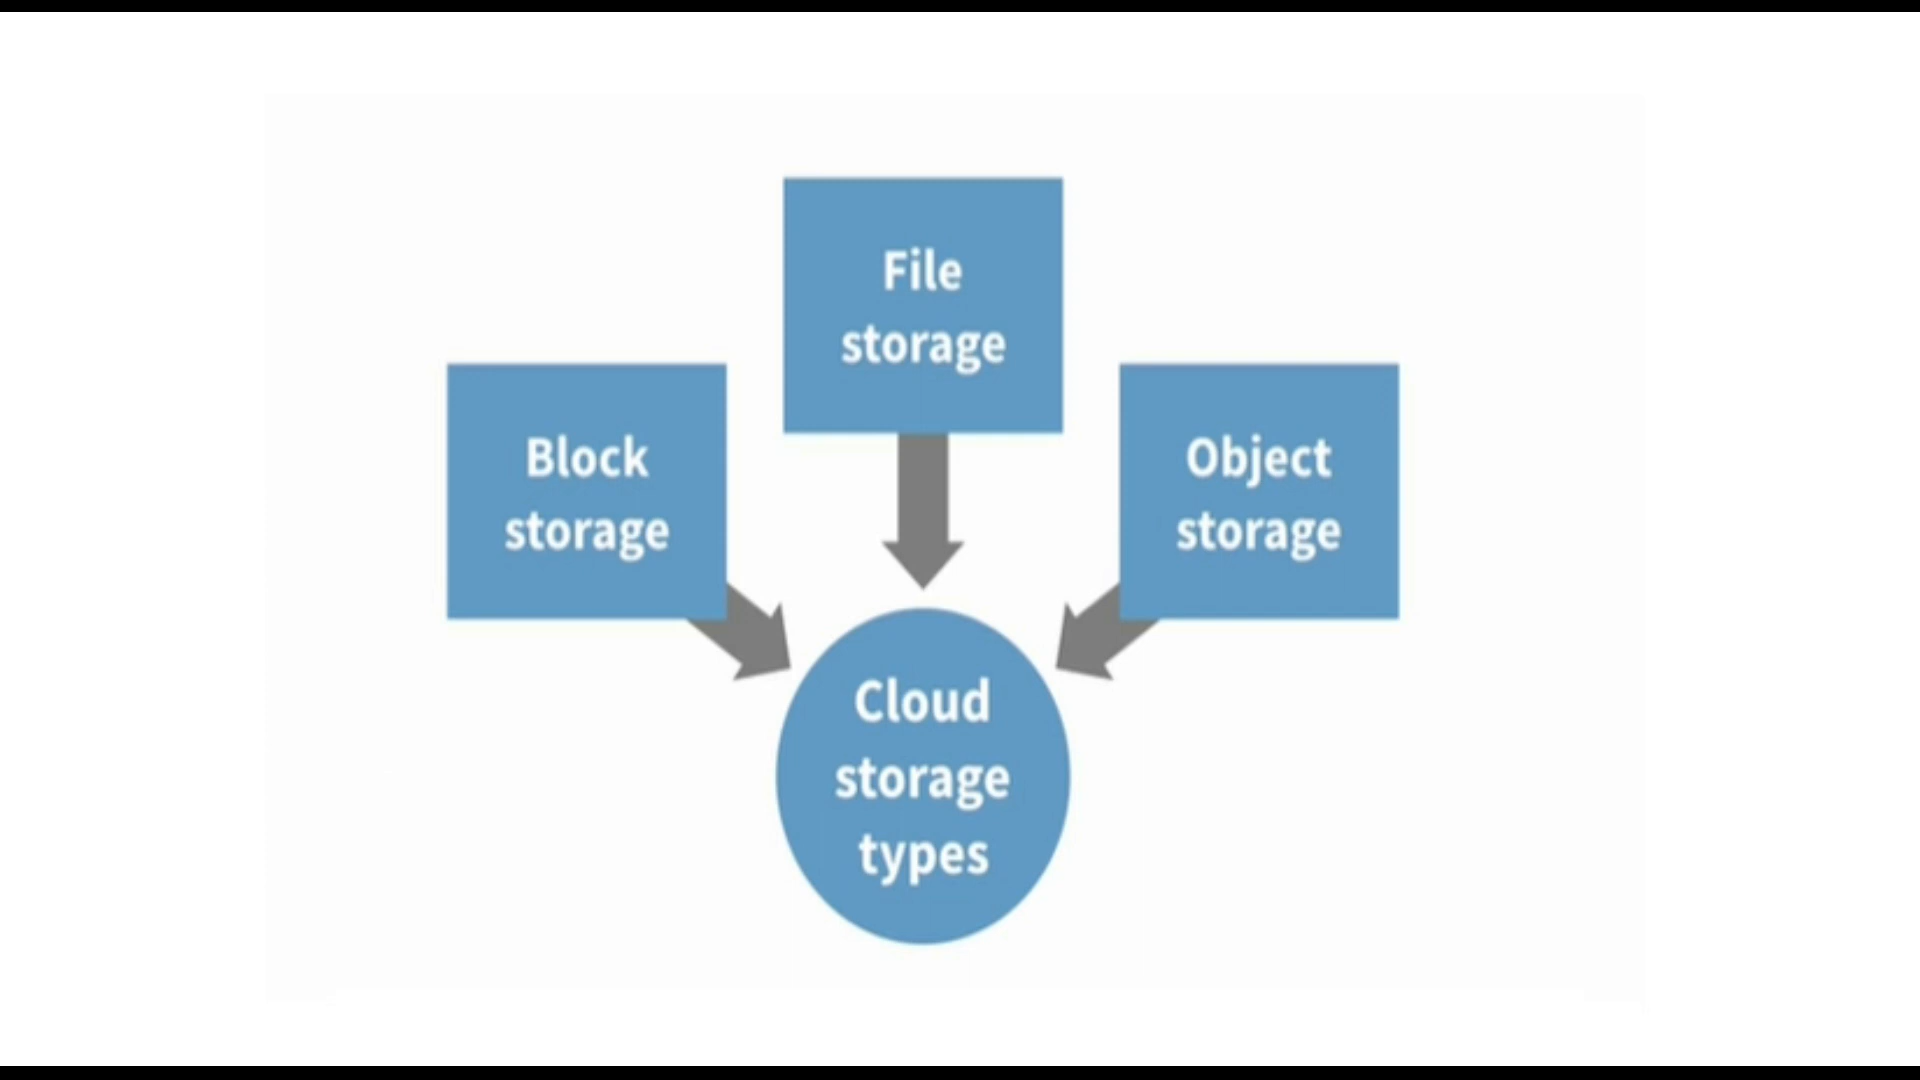 File
storage
Block
storage
Object
storage
Cloud
storage
types